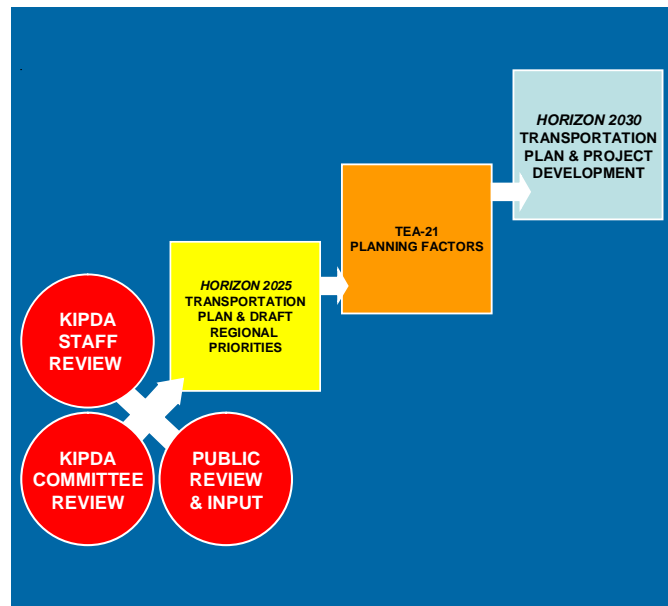 HORIZON 2030
TRANSPORTATION
PLAN & PROJECT
DEVELOPMENT
TEA-21
PLANNING FACTORS
HORIZON 2025
TRANSPORTATION
PLAN & DRAFT
REGIONAL
PRIORITIES
KIPDA
STAFF
REVIEW
KIPDA
COMMITTEE
REVIEW
PUBLIC
REVIEW
& INPUT